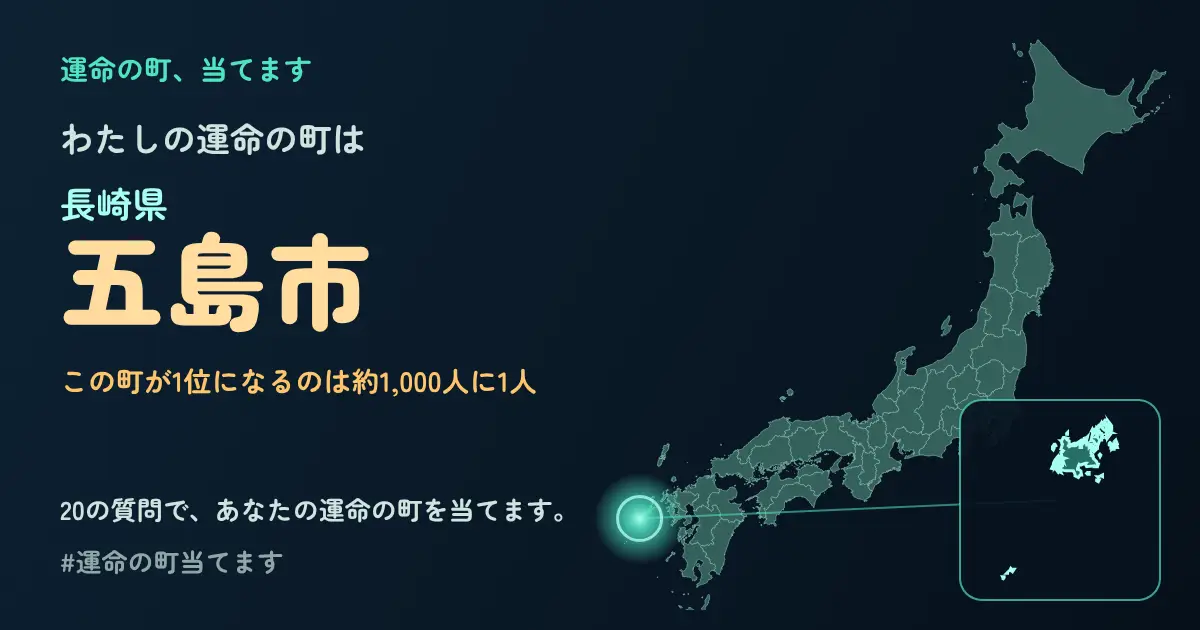 運命の町、当てます
わたしの運命の町は
長崎県
五島市
この町が1位になるのは約1,000人に1人
20の質問で、あなたの運命の町を当てます。
#運命の町当てます